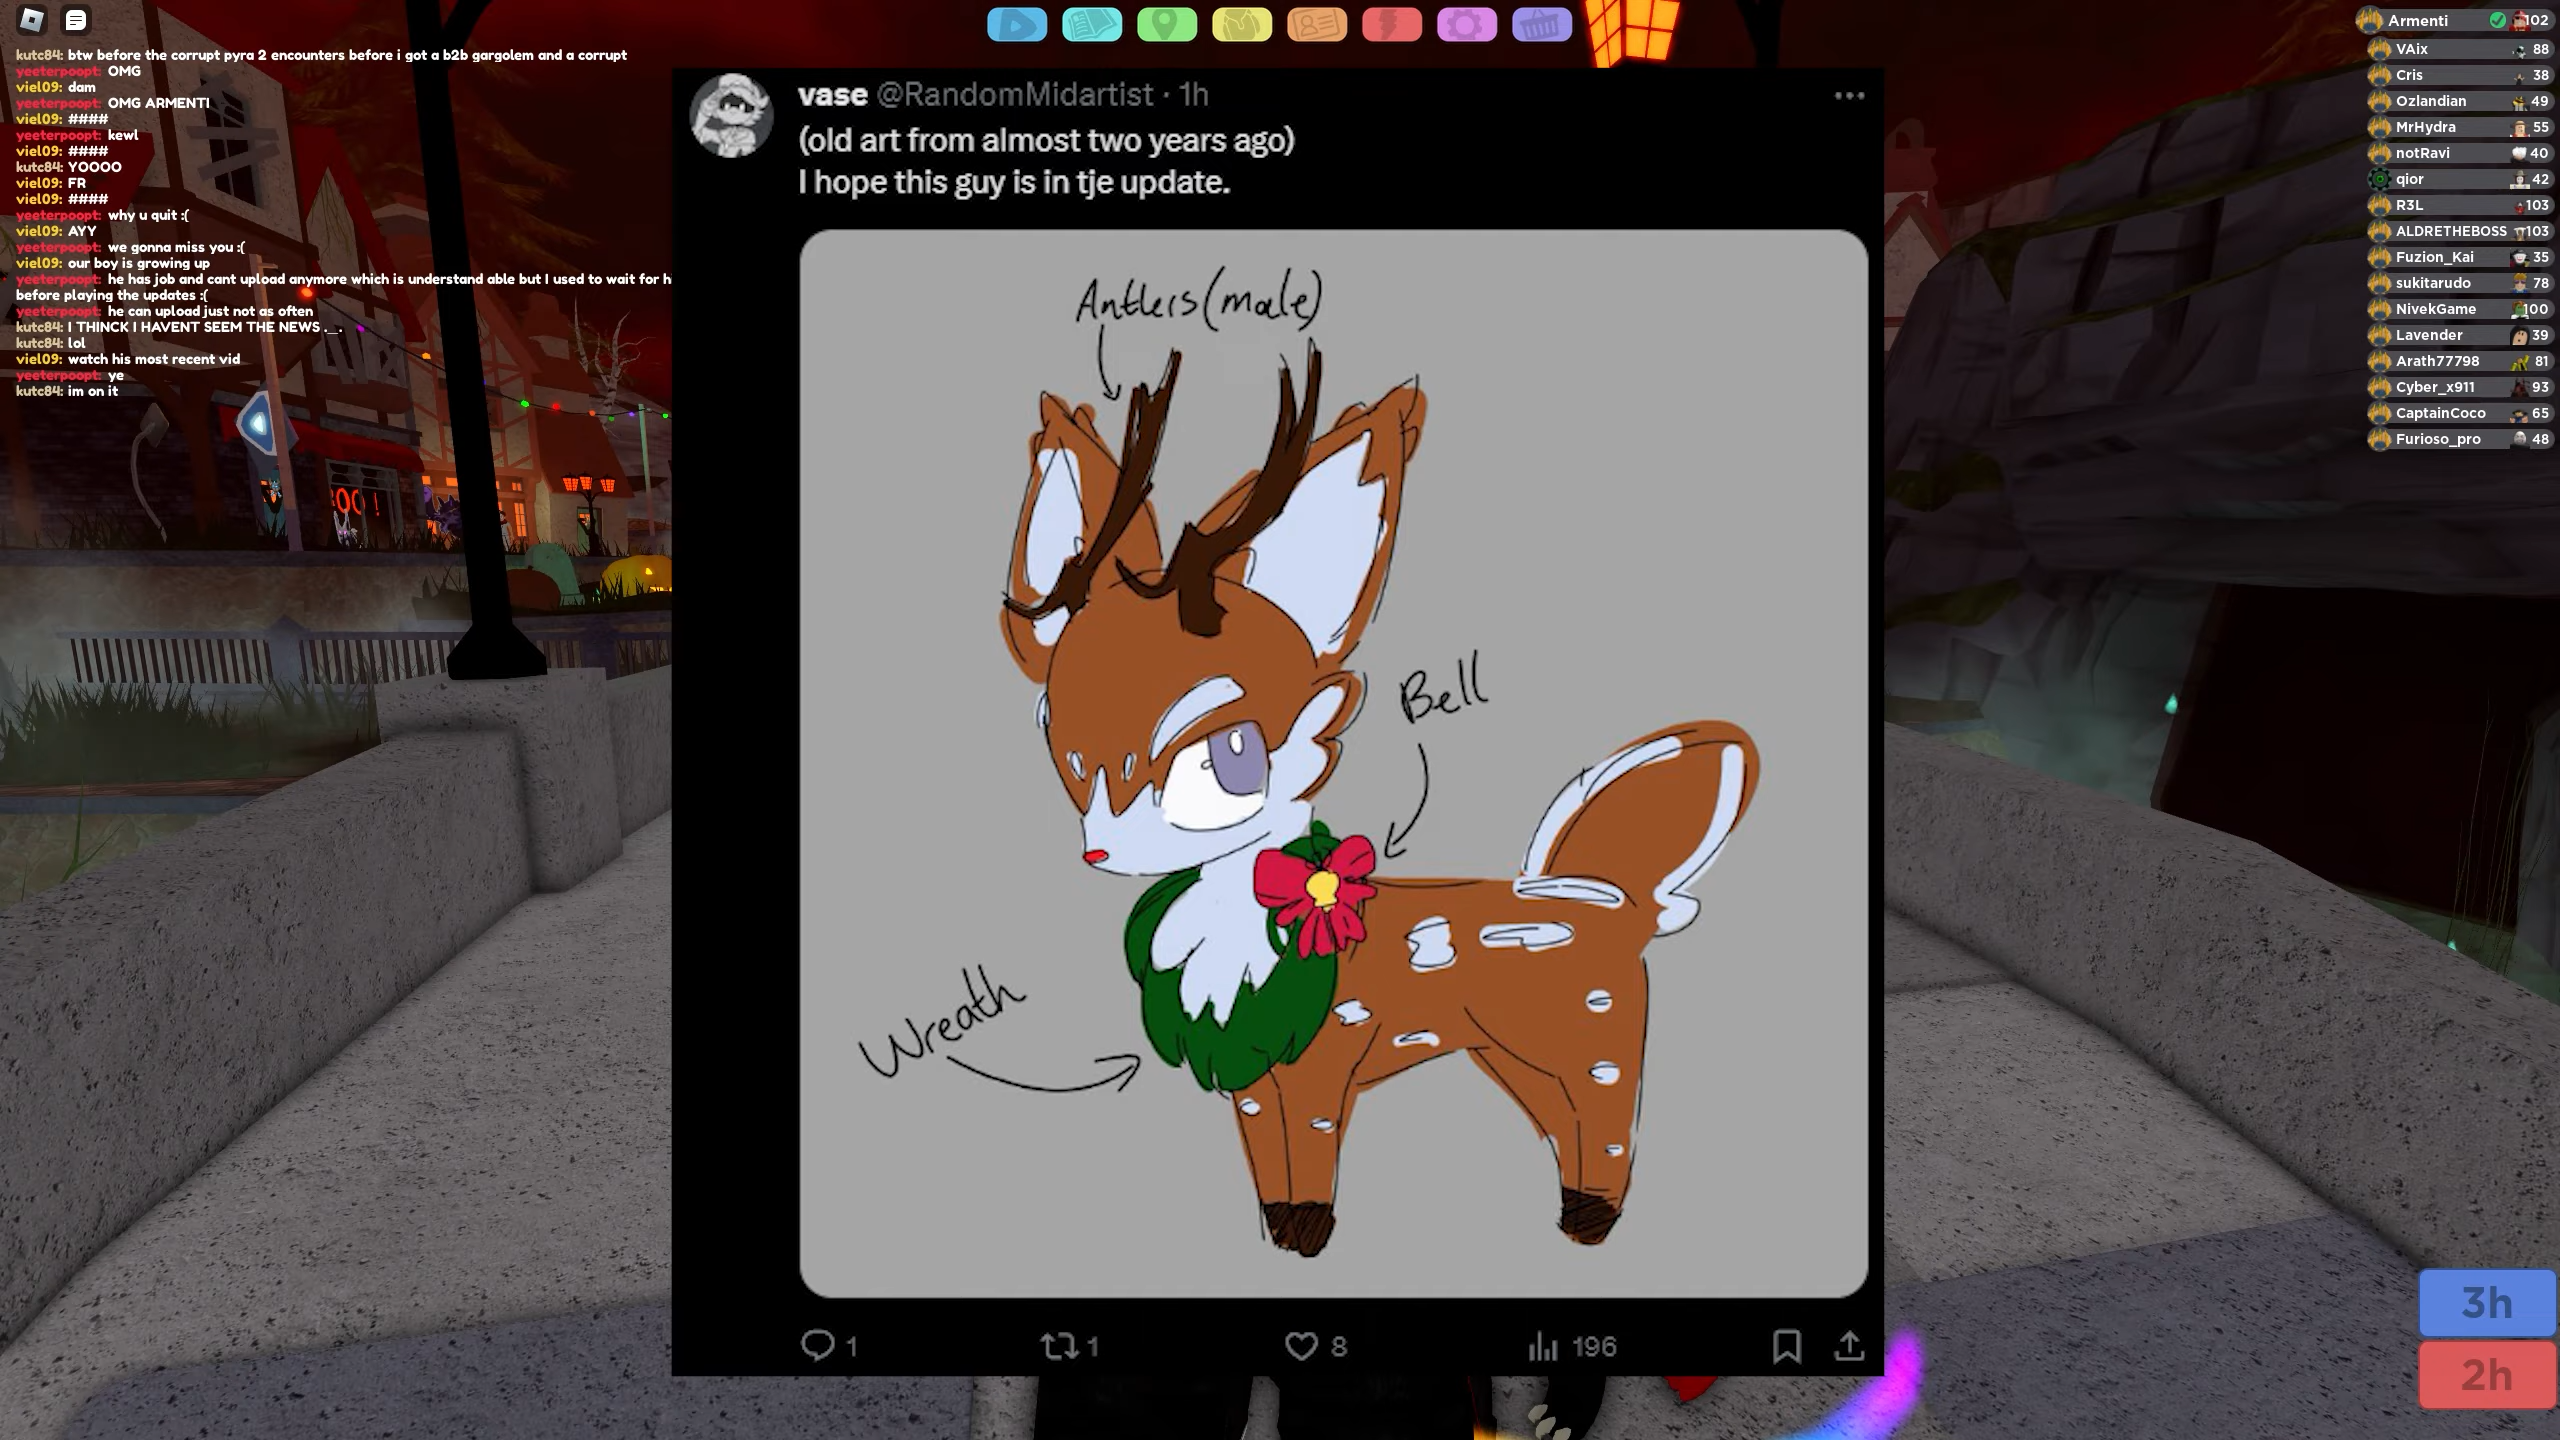 kutc84: btw before the corrupt pyra 2 encounters before i got a b2b gargolem and a corrupt
yeeterpoopt: OMG
viel09: dam
yeeterpoopt: OMG ARMENTI
viel09: ####
yeeterpoopt: kewl
viel09: ####
kutc84: YOOOO
viel09: FR
viel09: ####
yeeterpoopt: why u quit :(
viel09: AYY
yeeterpoopt: we gonna miss you :(
viel09: our boy is growing up
yeeterpoopt: he has job and cant upload anymore which is understand able but I used to wait for h
before playing the updates :(
yeeterpoopt: he can upload just not as often
kutc84: I THINCK I HAVENT SEEM THE NEWS ._.
kutc84: lol
viel09: watch his most recent vid
yeeterpoopt: ye
kutc84: im on it
OO !
vase @RandomMidartist · 1h
(old art from almost two years ago)
I hope this guy is in tje update.
Antlers (male)
Bell
Wreath
1
1
8
196
Armenti 102
VAix 88
Cris 38
Ozlandian 49
MrHydra 55
notRavi 40
qior 42
R3L 103
ALDRETHEBOSS 103
Fuzion_Kai 35
sukitarudo 78
NivekGame 100
Lavender 39
Arath77798 81
Cyber_x911 93
CaptainCoco 65
Furioso_pro 48
3h
2h